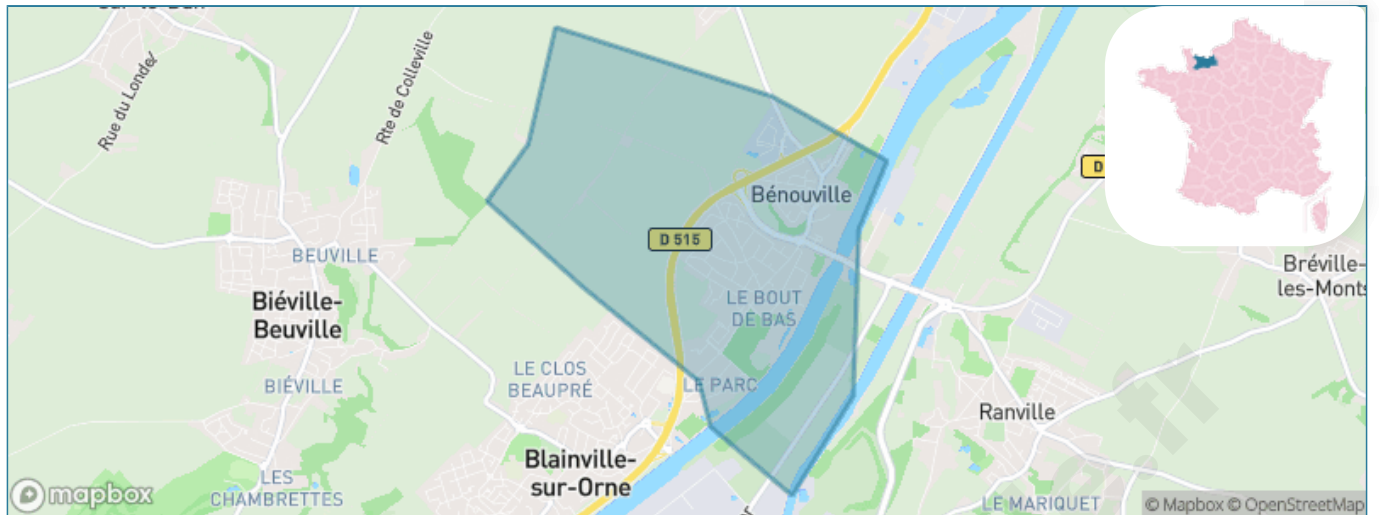 Rue du Londel
Rte de Colleville
D 515
Bénouville
BEUVILLE
Biéville-
Beuville
BIÉVILLE
LE BOUT
DE BAS
LE CLOS
BEAUPRÉ
LE PARC
Blainville-
sur-Orne
LES
CHAMBRETTES
Bréville-
les-Monts
Ranville
LE MARIQUET
D
mapbox
© Mapbox © OpenStreetMap